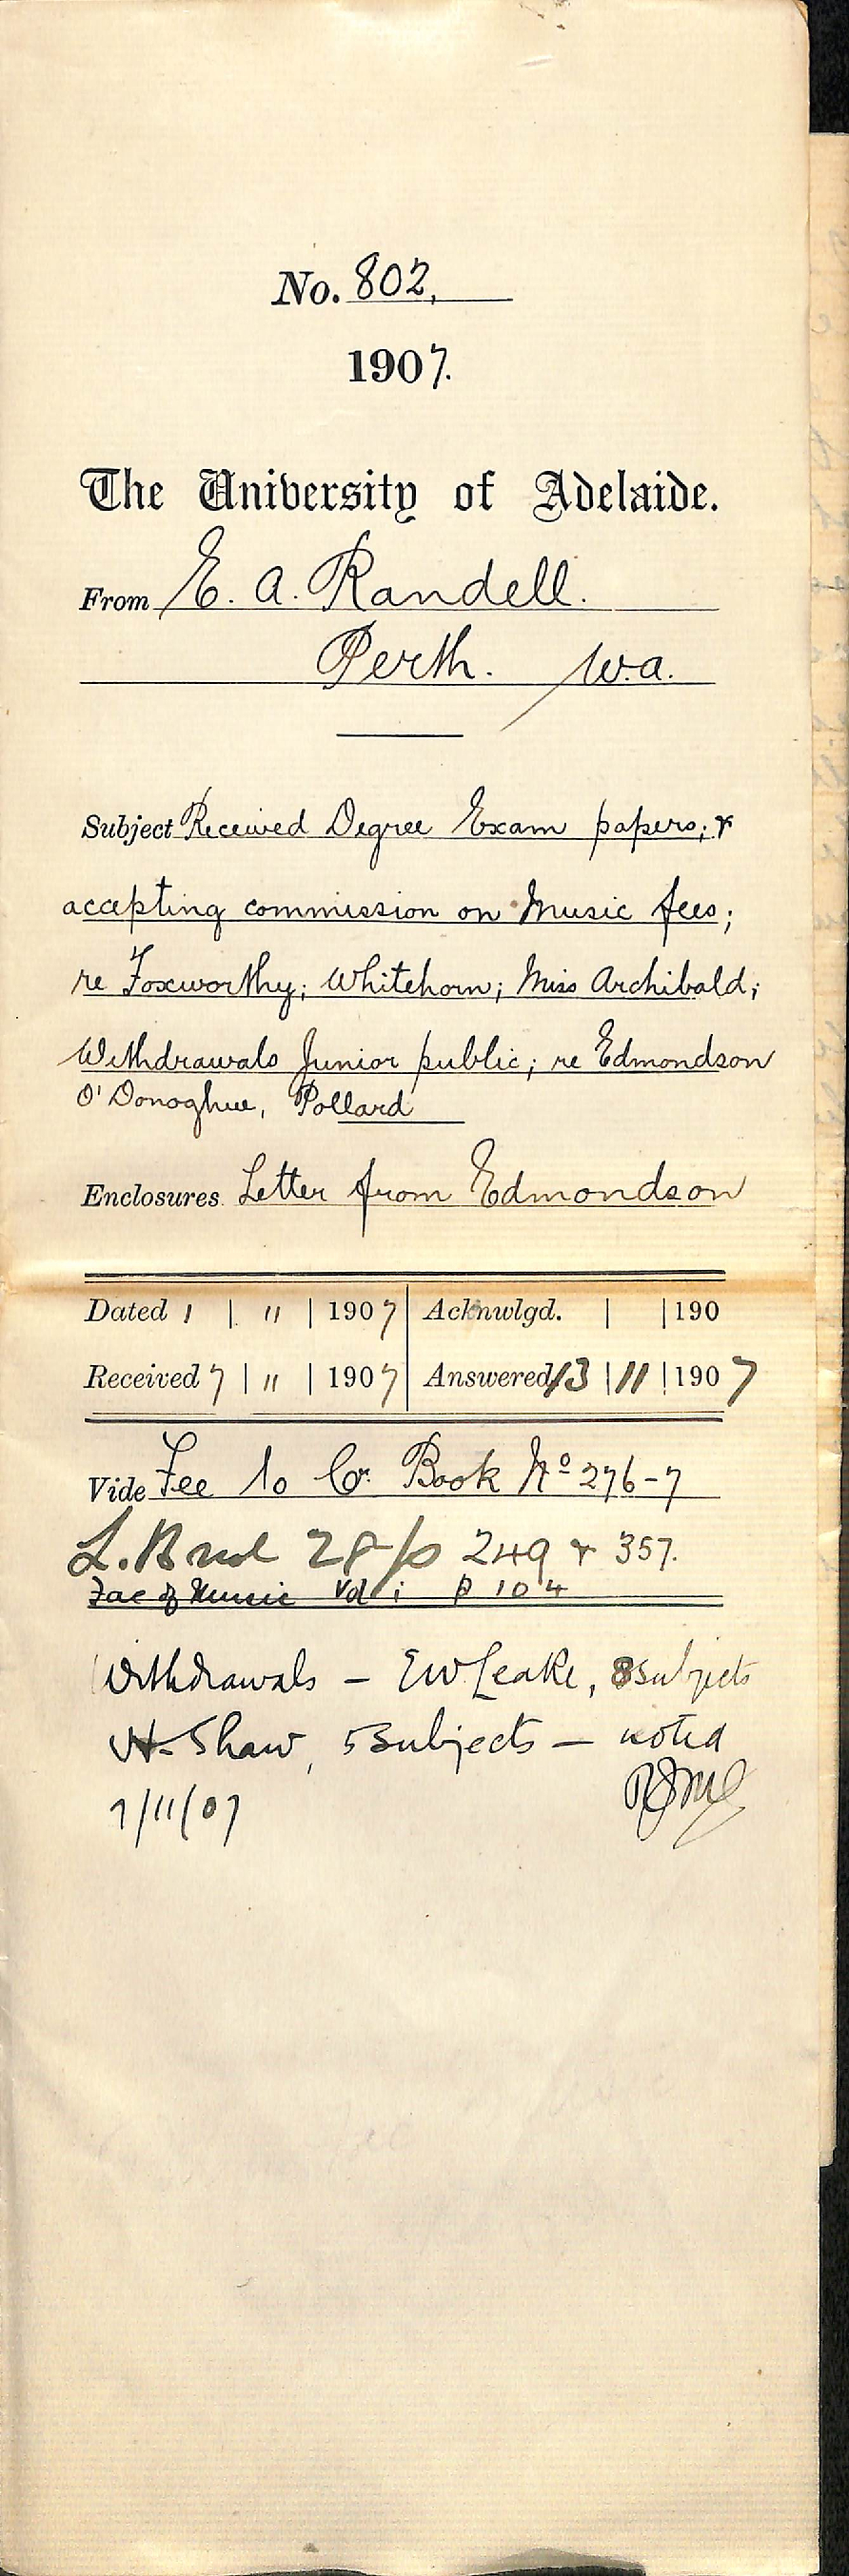 No. 802,
1907.
The University of Adelaide.
From E. A. Randell.
Perth. W.A.
Subject Received Degree Exam papers; &
accepting commission on Music fees;
re Foxworthy; Whitehorn; Miss Archibald;
Withdrawals Junior public; re Edmondson
O'Donoghue, Pollard
Enclosures Letter from Edmondson
Dated 1 | 11 | 1907 Acknwlgd. | | 190
Received 7 | 11 | 1907 Answered 13 | 11 | 1907
Vide Fee Book No 276-7
L. B vol 28 p 249 & 357.
Fac of Music Vol i p 104
Withdrawals – E W Leake, 8 subjects
Shaw, 5 subjects – noted
7/11/07